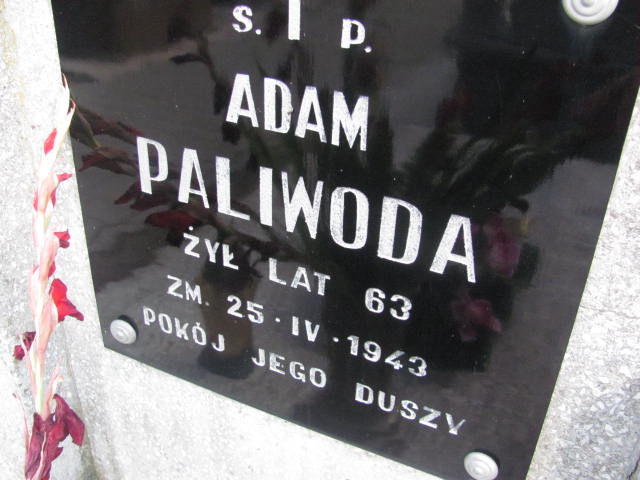 Ś. † P.
ADAM
PALIWODA
ŻYŁ LAT 63
ZM. 25·IV·1943
POKÓJ JEGO DUSZY